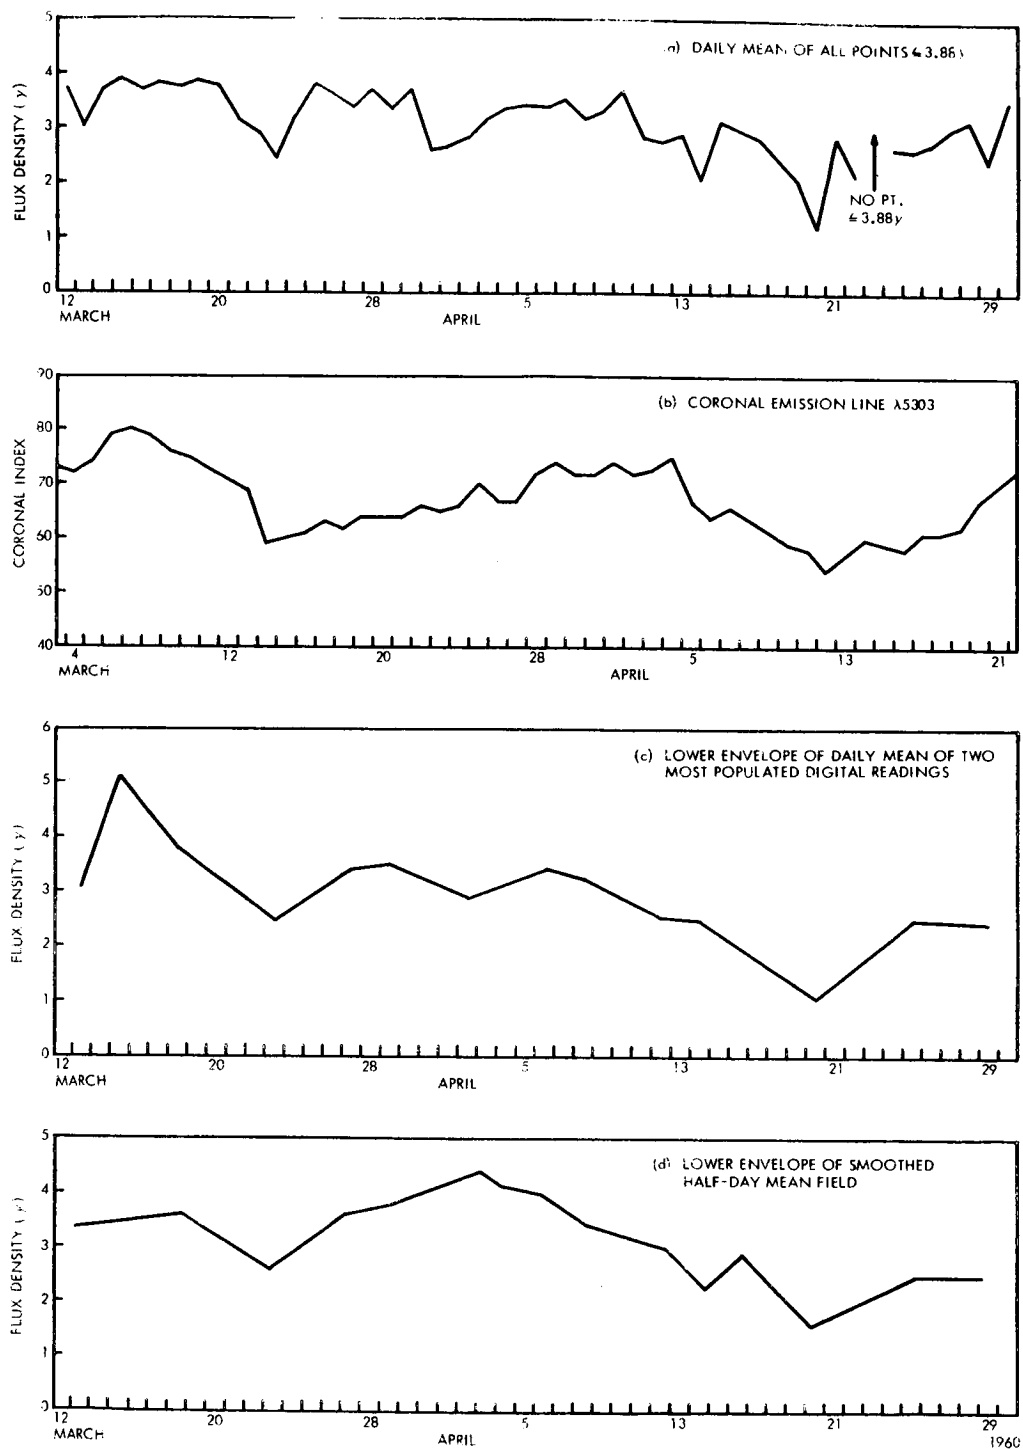 (a) DAILY MEAN OF ALL POINTS ≤3.88γ
FLUX DENSITY (γ)
5
4
3
2
1
0
NO PT.
≤3.88γ
12 20 28 5 13 21 29
MARCH APRIL
(b) CORONAL EMISSION LINE λ5303
CORONAL INDEX
90
80
70
60
50
40
4 12 20 28 5 13 21
MARCH APRIL
(c) LOWER ENVELOPE OF DAILY MEAN OF TWO
MOST POPULATED DIGITAL READINGS
FLUX DENSITY (γ)
6
5
4
3
2
1
0
12 20 28 5 13 21 29
MARCH APRIL
(d) LOWER ENVELOPE OF SMOOTHED
HALF-DAY MEAN FIELD
FLUX DENSITY (γ)
5
4
3
2
1
0
12 20 28 5 13 21 29
MARCH APRIL 1960